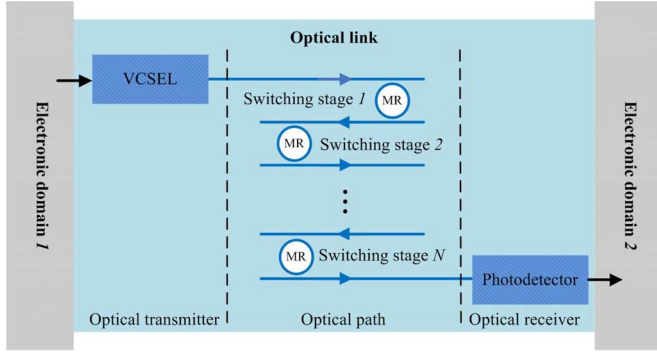 Optical link
VCSEL
Switching stage 1
MR
MR
Switching stage 2
MR
Switching stage N
Photodetector
Electronic domain 1
Electronic domain 2
Optical transmitter
Optical path
Optical receiver